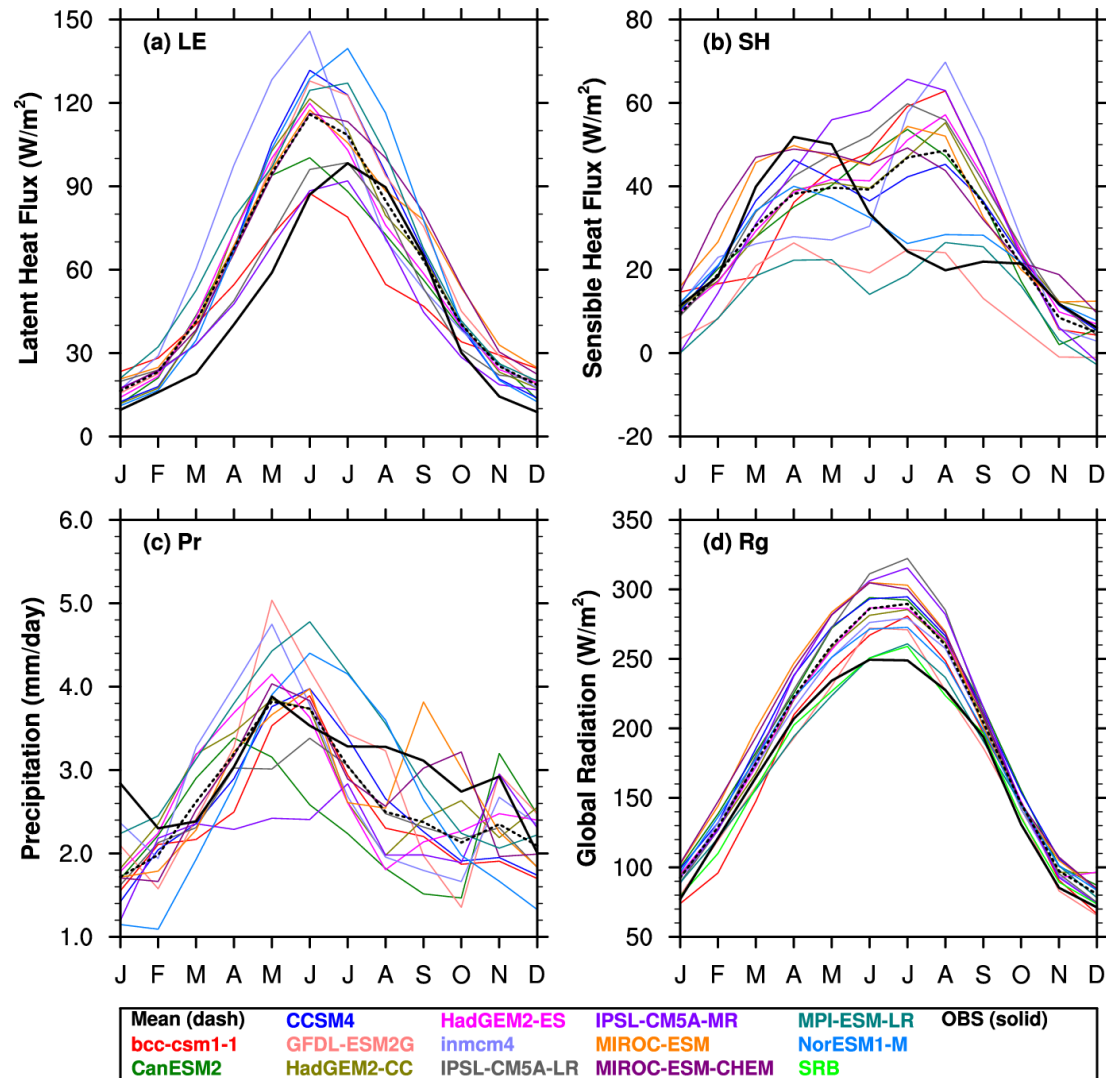 (a) LE
Latent Heat Flux (W/m²)
150
120
90
60
30
0
J F M A M J J A S O N D
(b) SH
Sensible Heat Flux (W/m²)
80
60
40
20
0
-20
J F M A M J J A S O N D
(c) Pr
Precipitation (mm/day)
6.0
5.0
4.0
3.0
2.0
1.0
J F M A M J J A S O N D
(d) Rg
Global Radiation (W/m²)
350
300
250
200
150
100
50
J F M A M J J A S O N D
Mean (dash) CCSM4 HadGEM2-ES IPSL-CM5A-MR MPI-ESM-LR OBS (solid)
bcc-csm1-1 GFDL-ESM2G inmcm4 MIROC-ESM NorESM1-M
CanESM2 HadGEM2-CC IPSL-CM5A-LR MIROC-ESM-CHEM SRB